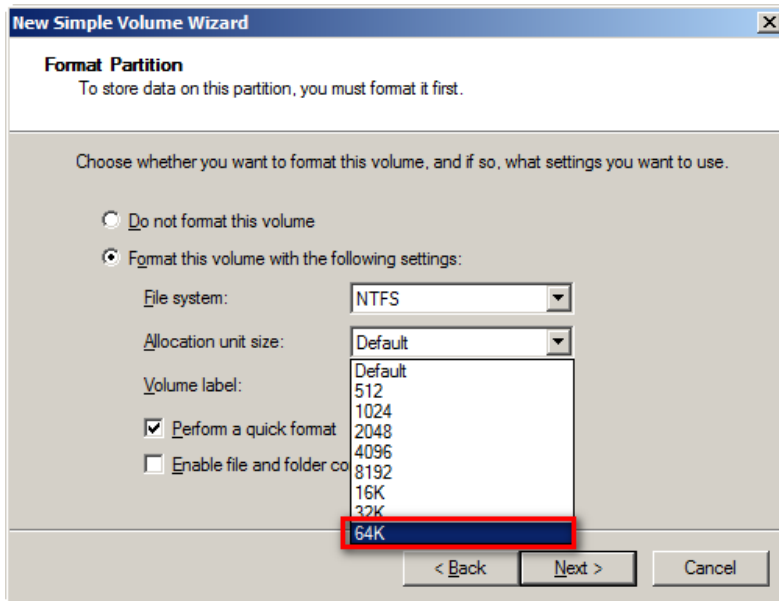 New Simple Volume Wizard
Format Partition
To store data on this partition, you must format it first.
Choose whether you want to format this volume, and if so, what settings you want to use.
Do not format this volume
Format this volume with the following settings:
File system: NTFS
Allocation unit size: Default
Default
Volume label:
512
1024
Perform a quick format
2048
4096
Enable file and folder co
8192
16K
32K
64K
< Back Next > Cancel